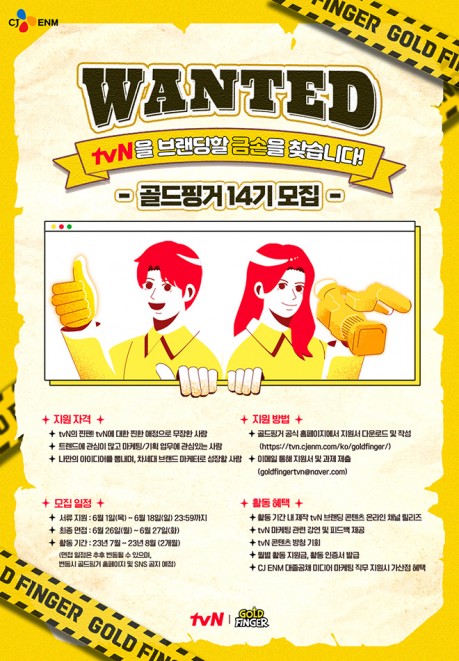 CJ ENM
FINGER GOLD FIN
WANTED
tvN을 브랜딩할 금손을 찾습니다!
- 골드핑거 14기 모집 -
지원 자격
tvN의 찐팬! tvN에 대한 찐한 애정으로 무장한 사람
트렌드에 관심이 많고 마케팅/기획 업무에 관심있는 사람
나만의 아이디어를 뽐내며, 차세대 브랜드 마케터로 성장할 사람
지원 방법
골드핑거 공식 홈페이지에서 지원서 다운로드 및 작성
(https://tvn.cjenm.com/ko/goldfinger/)
이메일 통해 지원서 및 과제 제출
(goldfingertvn@naver.com)
모집 일정
서류 지원 : 6월 1일(목) ~ 6월 18일(일) 23:59까지
최종 면접 : 6월 26일(월) ~ 6월 27일(화)
활동 기간 : 23년 7월 ~ 23년 8월 (2개월)
(면접 일정은 추후 변동될 수 있으며,
변동시 골드핑거 홈페이지 및 SNS 공지 예정)
활동 혜택
활동 기간 내 제작 tvN 브랜딩 콘텐츠 온라인 채널 릴리즈
tvN 마케팅 관련 강연 및 피드백 제공
tvN 콘텐츠 방청 기회
월별 활동 지원금, 활동 인증서 발급
CJ ENM 대졸공채 미디어 마케팅 직무 지원시 가산점 혜택
D FINGER GOLD FINGER
tvN | GOLD FINGER